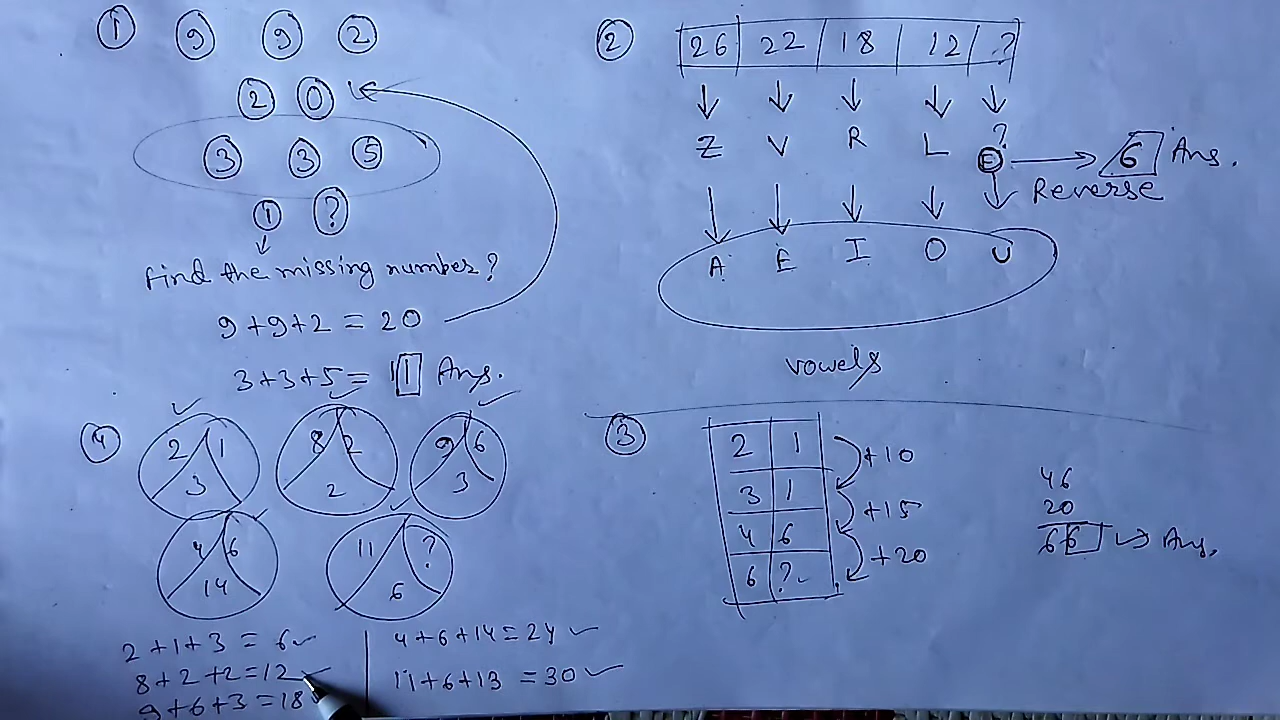 1 9 9 2
2 0
3 3 5
1 ?
Find the missing number?
9+9+2 = 20
3+3+5= 11 Ans.
2 26 22 18 12 ?
Z V R L ?
E 6 Ans.
Reverse
A E I O U
vowels
4 2 1 3
8 2 2
9 6 3
4 6 14
11 ? 6
2+1+3 = 6✓
8+2+2=12✓
9+6+3=18
4+6+14=24✓
11+6+13 =30✓
3
2 1 +10
3 1 +15
4 6 +20
6 ?
46
20
66 → Ans.